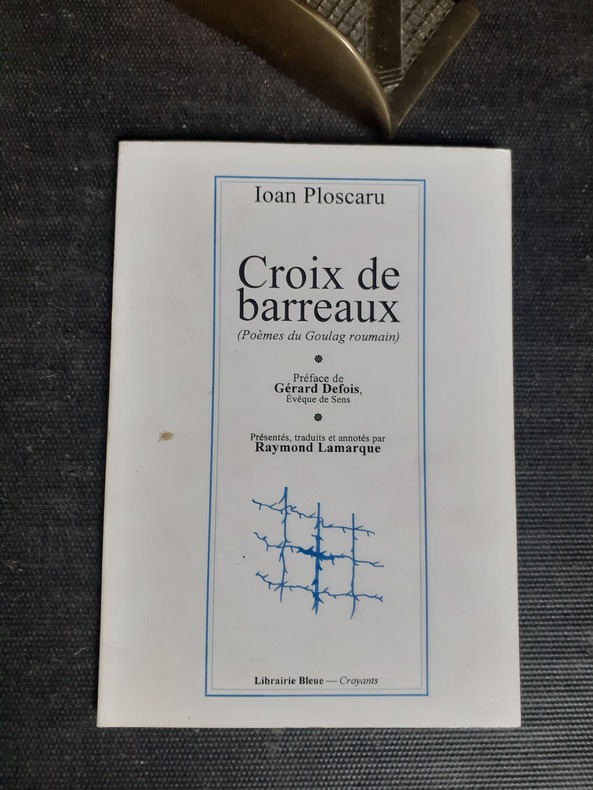 Ioan Ploscaru
Croix de
barreaux
(Poèmes du Goulag roumain)
Préface de
Gérard Defois,
Évêque de Sens
Présentés, traduits et annotés par
Raymond Lamarque
Librairie Bleue — Croyants